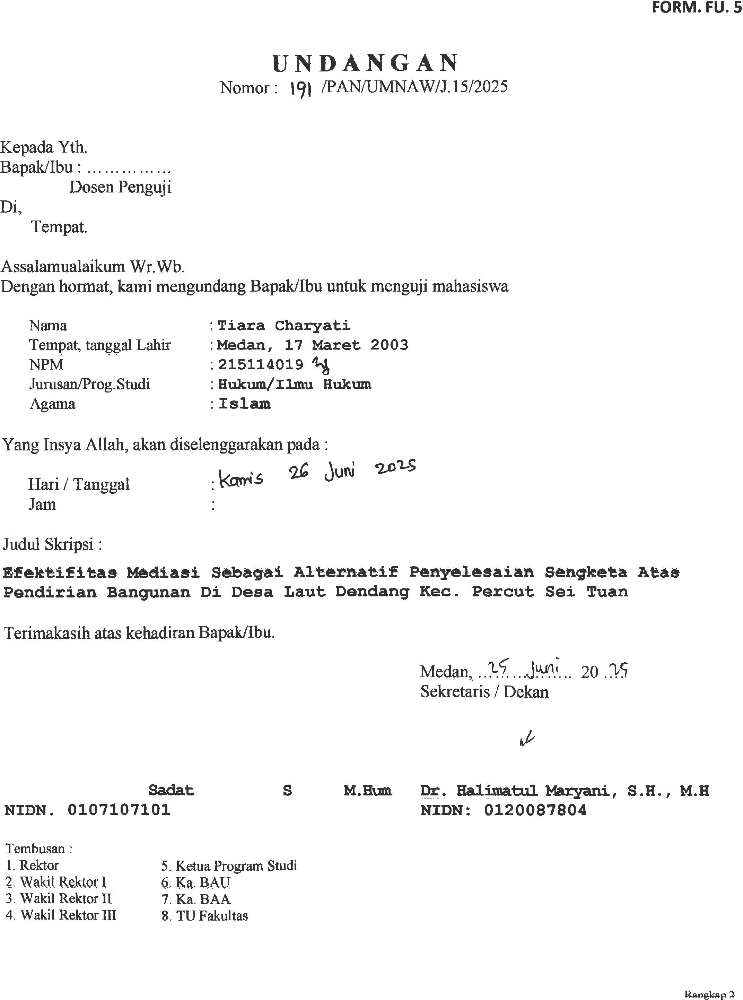 FORM. FU. 5
UNDANGAN
Nomor : 191 /PAN/UMNAW/J.15/2025
Kepada Yth.
Bapak/Ibu : ……………
Dosen Penguji
Di,
Tempat.
Assalamualaikum Wr.Wb.
Dengan hormat, kami mengundang Bapak/Ibu untuk menguji mahasiswa
Nama : Tiara Charyati
Tempat, tanggal Lahir : Medan, 17 Maret 2003
NPM : 215114019
Jurusan/Prog.Studi : Hukum/Ilmu Hukum
Agama : Islam
Yang Insya Allah, akan diselenggarakan pada :
Hari / Tanggal : Kamis 26 Juni 2025
Jam :
Judul Skripsi :
Efektifitas Mediasi Sebagai Alternatif Penyelesaian Sengketa Atas
Pendirian Bangunan Di Desa Laut Dendang Kec. Percut Sei Tuan
Terimakasih atas kehadiran Bapak/Ibu.
Medan, 25 Juni 2025
Sekretaris / Dekan
Sadat S M.Hum Dr. Halimatul Maryani, S.H., M.H
NIDN. 0107107101 NIDN: 0120087804
Tembusan :
1. Rektor 5. Ketua Program Studi
2. Wakil Rektor I 6. Ka. BAU
3. Wakil Rektor II 7. Ka. BAA
4. Wakil Rektor III 8. TU Fakultas
Rangkap 2